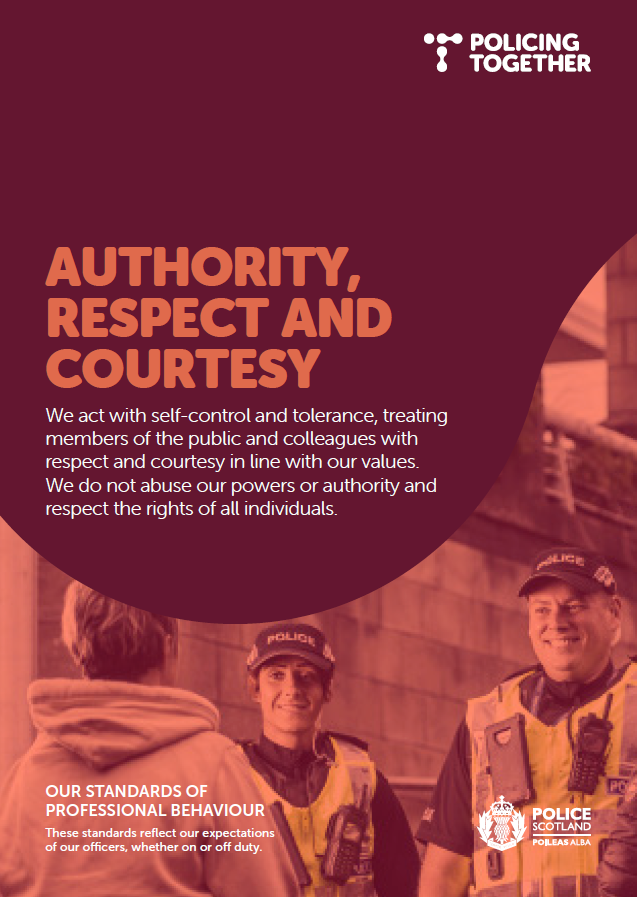 POLICING
TOGETHER
AUTHORITY,
RESPECT AND
COURTESY
We act with self-control and tolerance, treating
members of the public and colleagues with
respect and courtesy in line with our values.
We do not abuse our powers or authority and
respect the rights of all individuals.
POLICE
POLICE
PO
OUR STANDARDS OF
PROFESSIONAL BEHAVIOUR
These standards reflect our expectations
of our officers, whether on or off duty.
POLICE
SCOTLAND
POILEAS ALBA